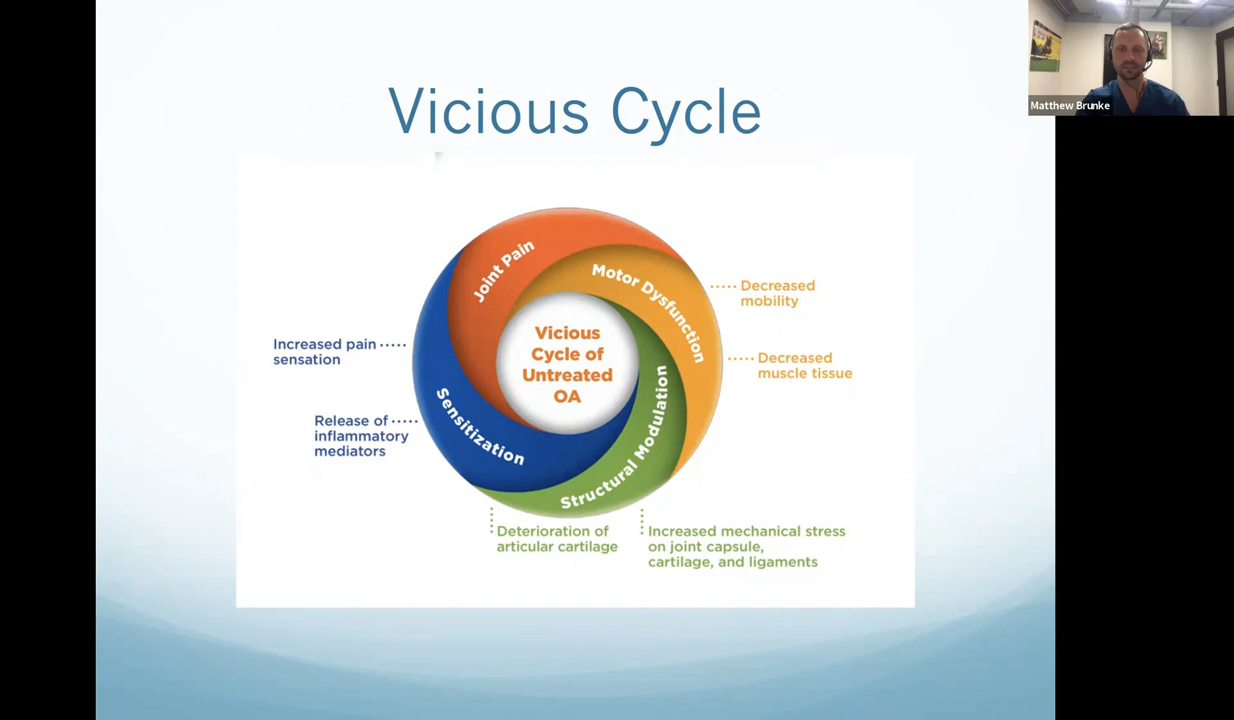 Vicious Cycle
Matthew Brunke
Joint Pain
Motor Dysfunction
Decreased
mobility
Decreased
muscle tissue
Vicious
Cycle of
Untreated
OA
Increased pain
sensation
Release of
inflammatory
mediators
Sensitization
Structural Modulation
Deterioration of
articular cartilage
Increased mechanical stress
on joint capsule,
cartilage, and ligaments